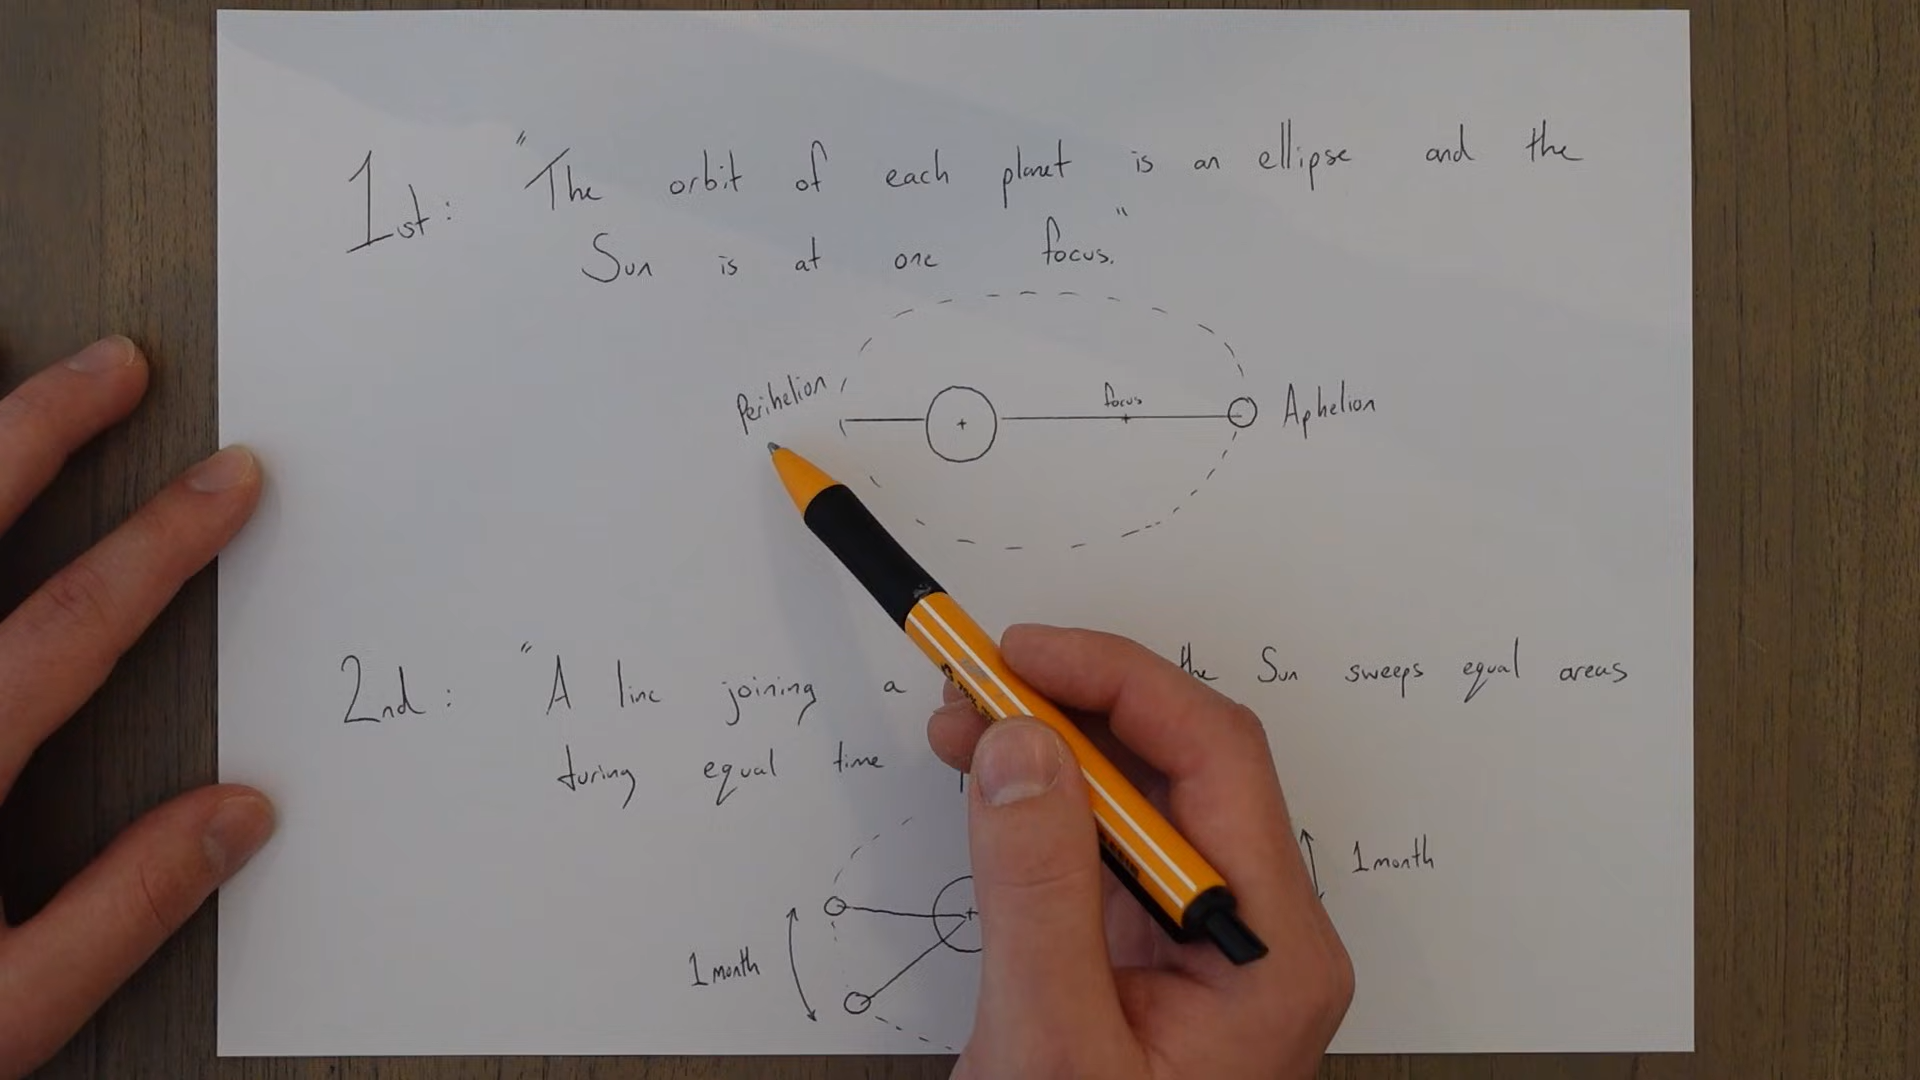 1st: "The orbit of each planet is an ellipse and the
Sun is at one focus."
Perihelion
focus
Aphelion
2nd: "A line joining a the Sun sweeps equal areas
during equal time
1 month
1 month